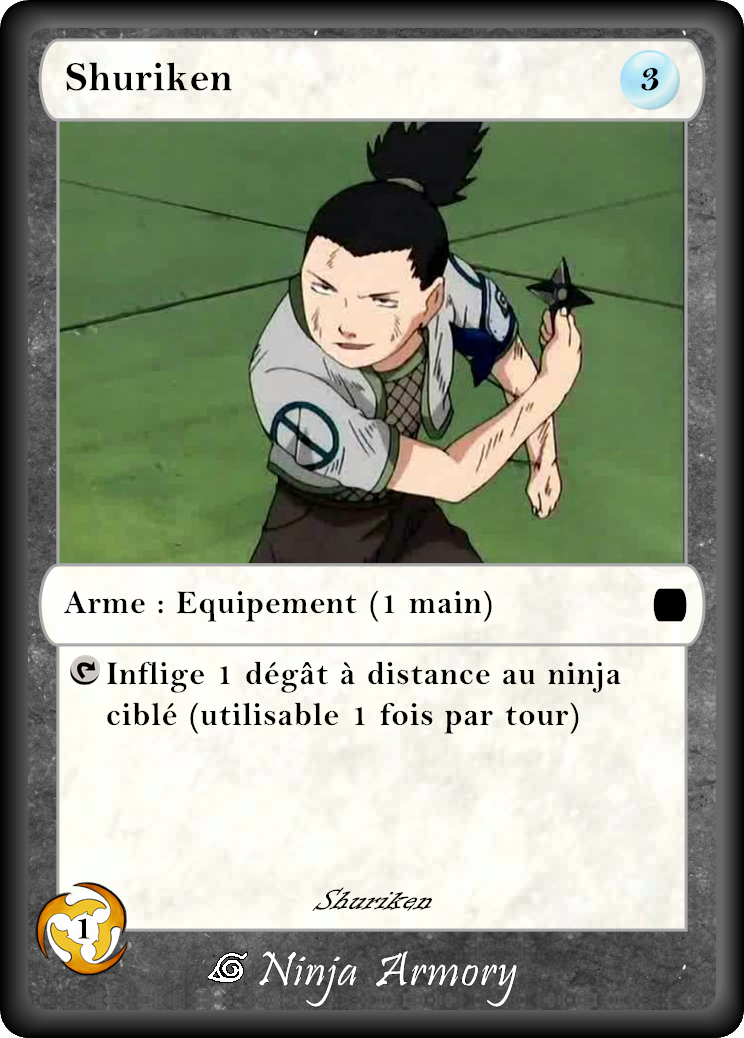 Shuriken
3
Arme : Equipement (1 main)
Inflige 1 dégât à distance au ninja
ciblé (utilisable 1 fois par tour)
Shuriken
1
Ninja Armory